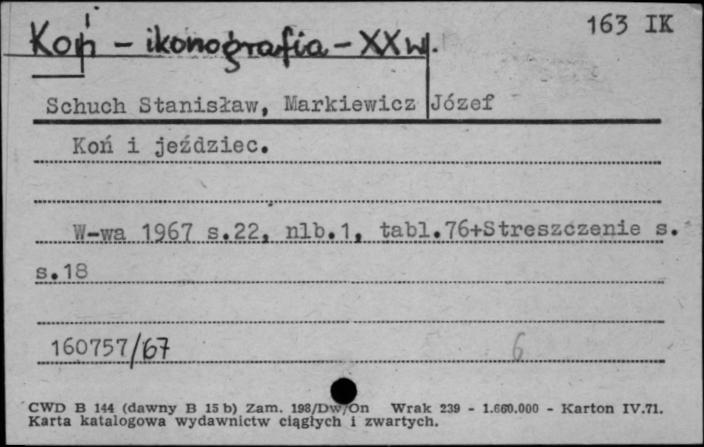 163 IK
Koń - ikonografia - XX w.
Schuch Stanisław, Markiewicz Józef
Koń i jeździec.
W-wa 1967 s.22, nlb.1, tabl.76+Streszczenie s.
s.18
160757/67
6
CWD B 144 (dawny B 15 b) Zam. 198/Dw/On Wrak 239 - 1.660.000 - Karton IV.71.
Karta katalogowa wydawnictw ciągłych i zwartych.